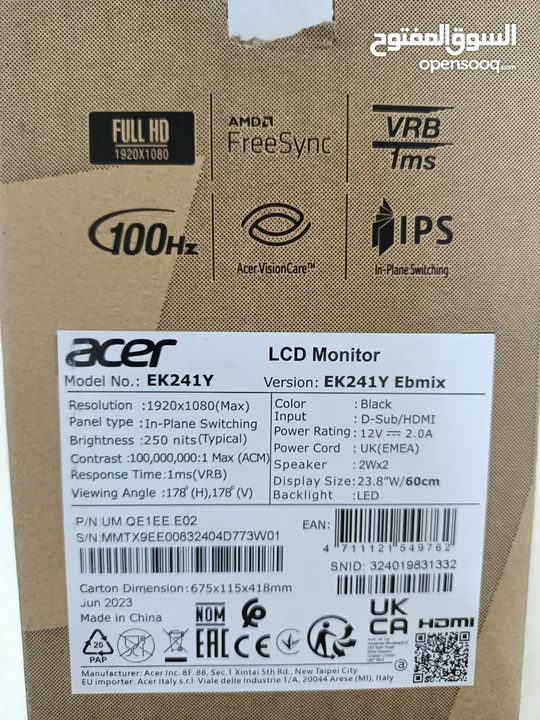 السوق المفتوح
opensooq.com
FULL HD
1920X1080
AMD
FreeSync
VRB
1ms
100Hz
Acer VisionCare™
IPS
In-Plane Switching
acer
LCD Monitor
Model No.: EK241Y
Version: EK241Y Ebmix
Resolution :1920x1080(Max)
Panel type :In-Plane Switching
Brightness :250 nits(Typical)
Contrast :100,000,000:1 Max (ACM)
Response Time:1ms(VRB)
Viewing Angle :178°(H),178°(V)
Color : Black
Input : D-Sub/HDMI
Power Rating : 12V 2.0A
Power Cord : UK(EMEA)
Speaker : 2Wx2
Display Size: 23.8"W/60cm
Backlight : LED
P/N:UM.QE1EE.E02
S/N:MMTX9EE00832404D773W01
EAN:
4 711121 549762
SNID: 324019831332
Carton Dimension :675x115x418mm
Jun 2023
Made in China
20
PAP
NOM
EAC
CE
UK
CA
HDMI
Manufacturer: Acer Inc. 8F. 88, Sec.1 Xintai 5th Rd., New Taipei City
EU importer: Acer Italy s.r.l Viale delle Industrie 1/A, 20044 Arese (MI), Italy
a